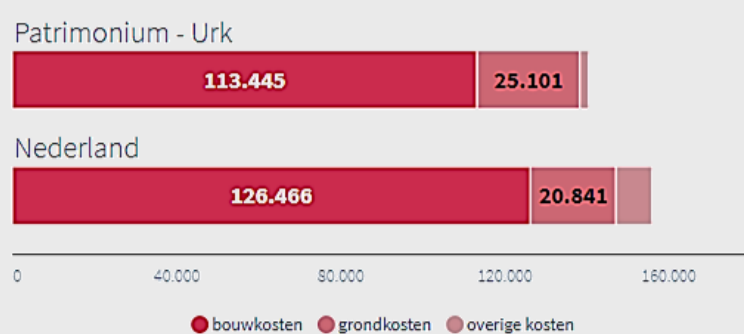 Patrimonium - Urk
113.445 25.101
Nederland
126.466 20.841
0 40.000 80.000 120.000 160.000
bouwkosten grondkosten overige kosten